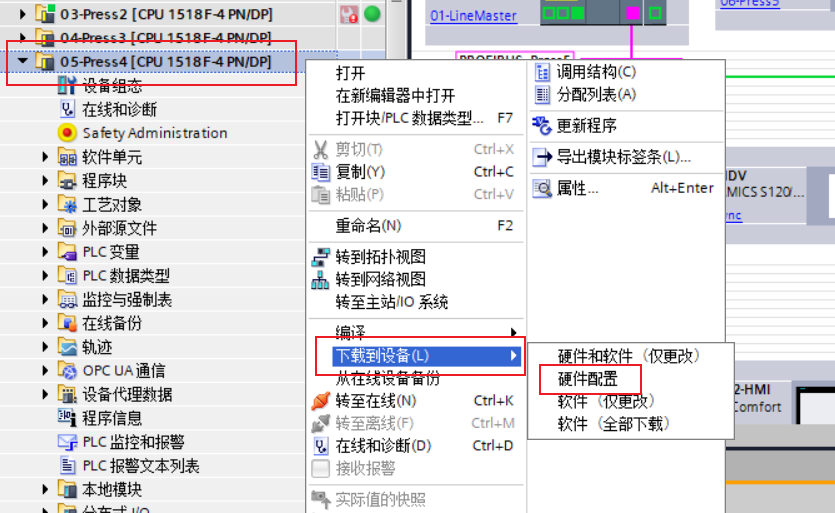 03-Press2 [CPU 1518F-4 PN/DP]
04-Press3 [CPU 1518F-4 PN/DP]
05-Press4 [CPU 1518F-4 PN/DP]
设备组态
在线和诊断
Safety Administration
软件单元
程序块
工艺对象
外部源文件
PLC 变量
PLC 数据类型
监控与强制表
在线备份
轨迹
OPC UA 通信
设备代理数据
程序信息
PLC 监控和报警
PLC 报警文本列表
本地模块
分布式 I/O
01-LineMaster
06-Press5
PROFIBUS_Press5
打开
在新编辑器中打开
打开块/PLC 数据类型... F7
剪切(T) Ctrl+X
复制(Y) Ctrl+C
粘贴(P) Ctrl+V
重命名(N) F2
转到拓扑视图
转到网络视图
转至主站/IO 系统
编译
下载到设备(L)
从在线设备备份
转至在线(N) Ctrl+K
转至离线(F) Ctrl+M
在线和诊断(D) Ctrl+D
接收报警
实际值的快照
调用结构(C)
分配列表(A)
更新程序
导出模块标签条(L)...
属性... Alt+Enter
硬件和软件（仅更改）
硬件配置
软件（仅更改）
软件（全部下载）
DV
AMICS S120/...
nc
2-HMI
Comfort